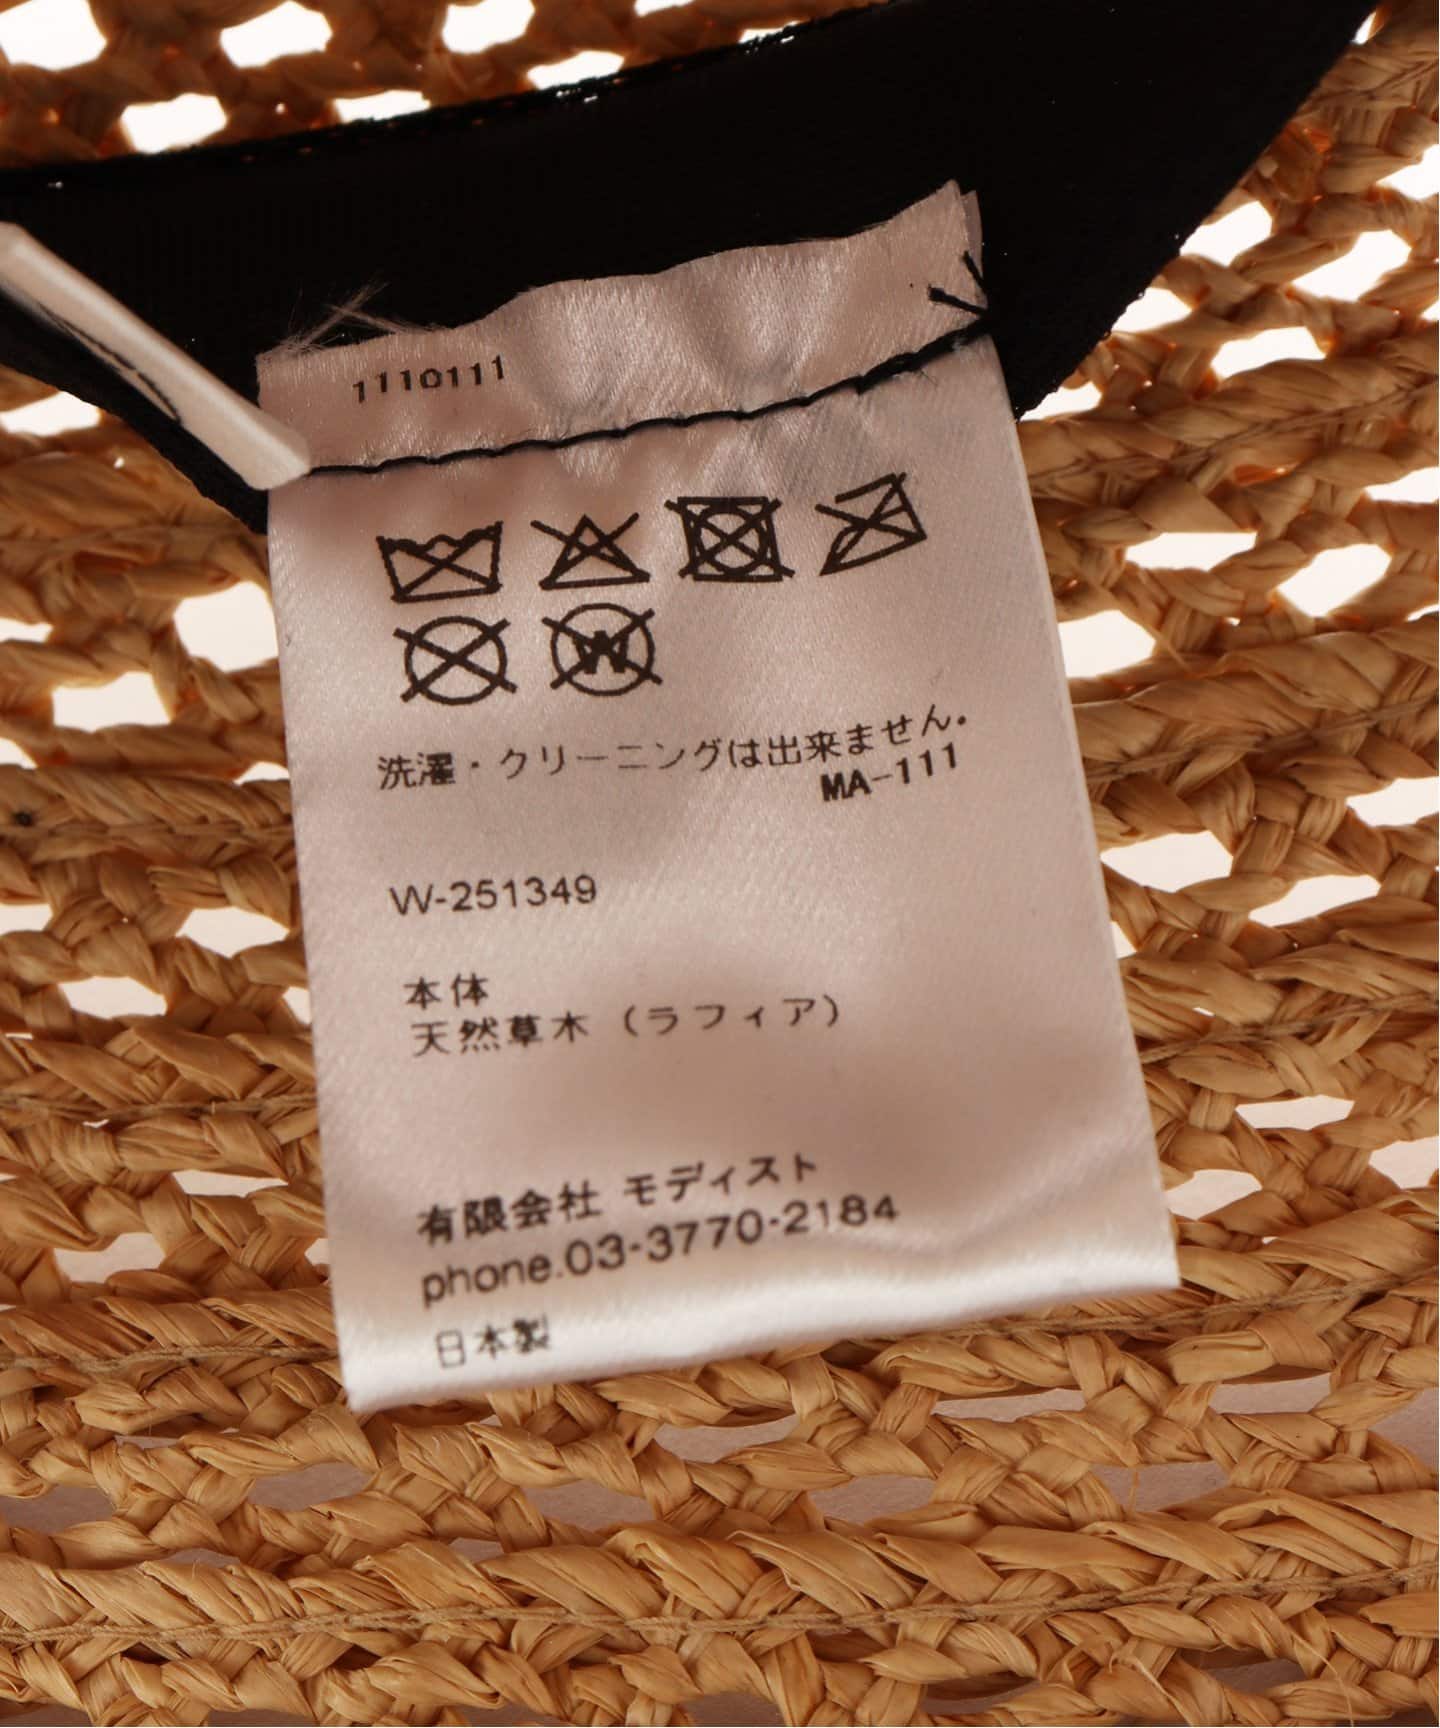 1110111
洗濯・クリーニングは出来ません。
MA-111
W-251349
本体
天然草木（ラフィア）
有限会社 モディスト
phone.03-3770-2184
日本製